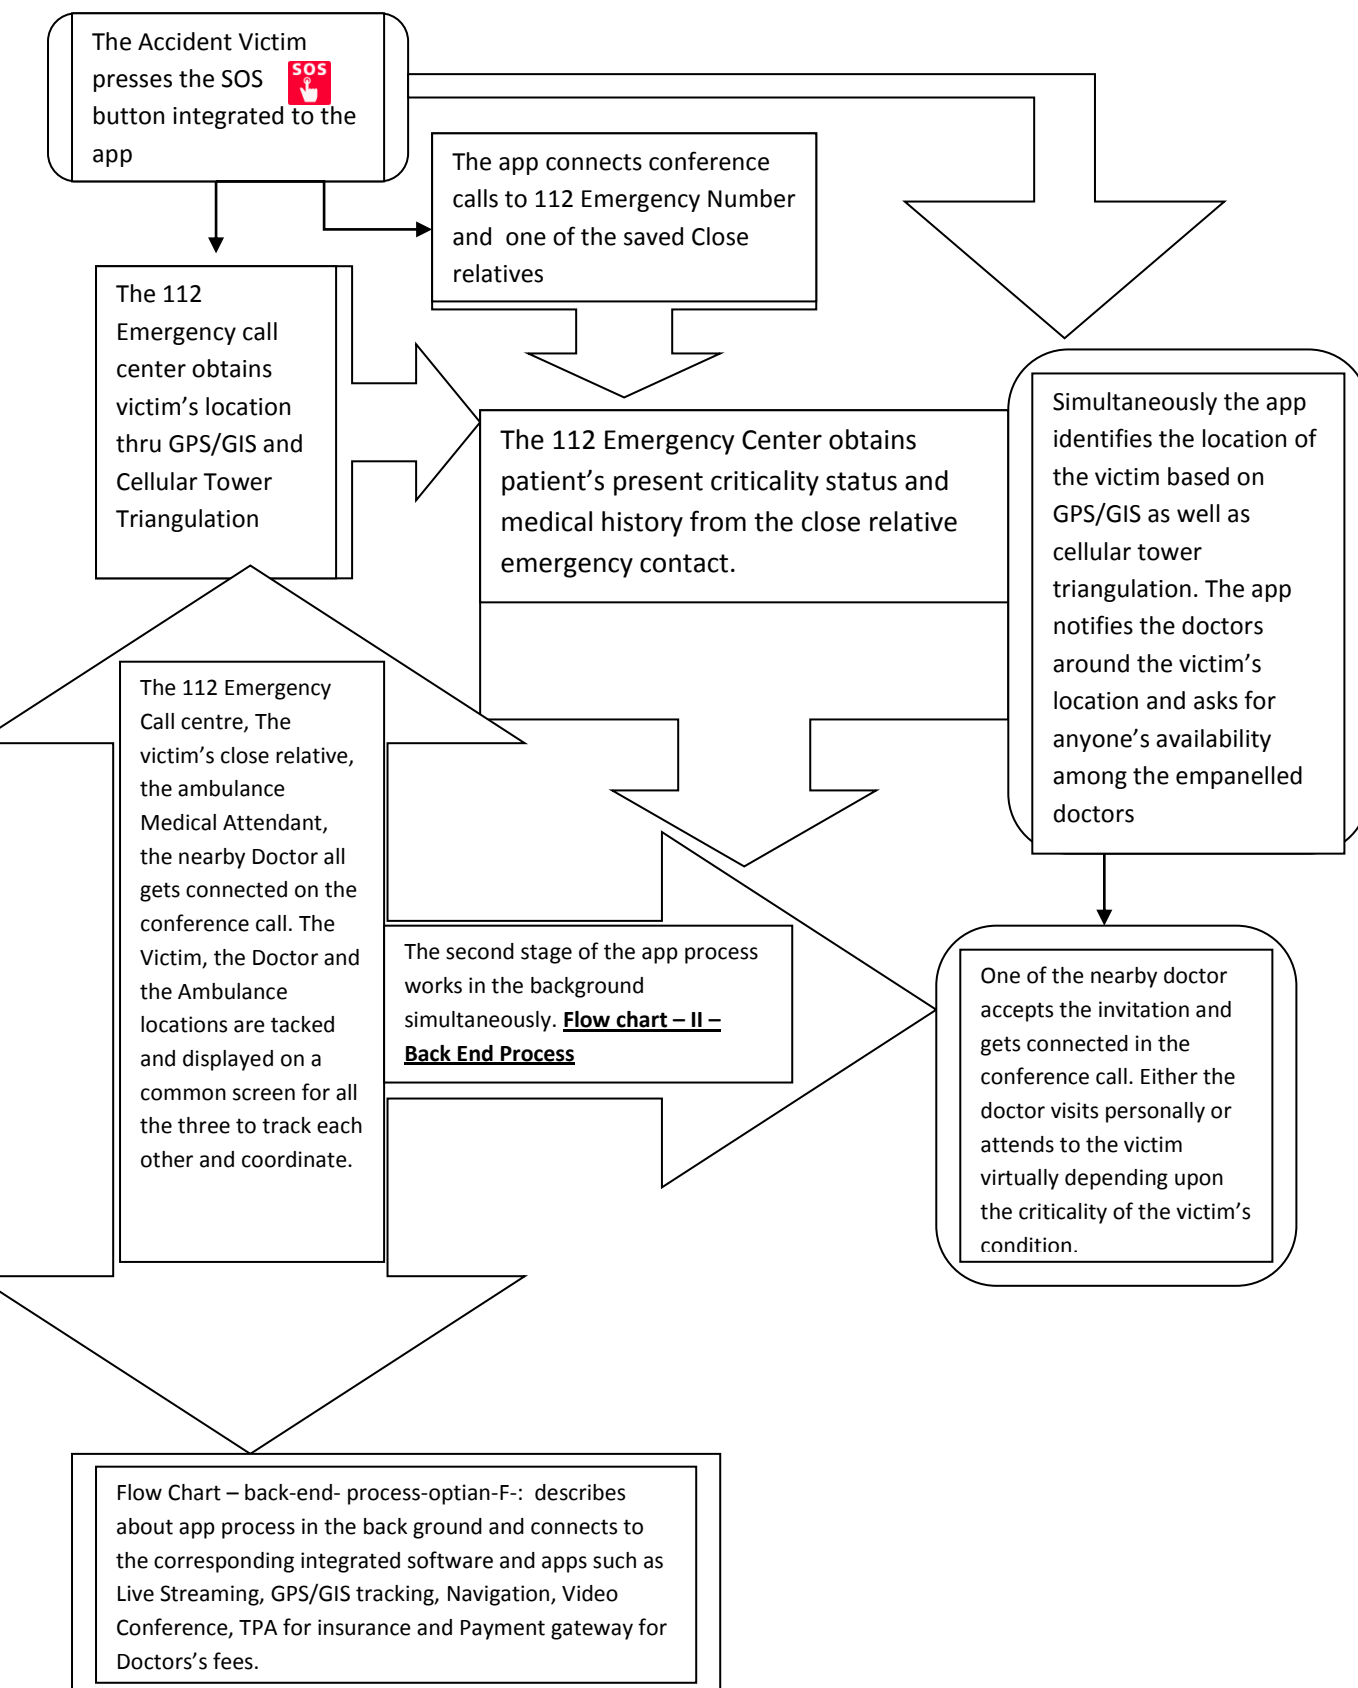 The Accident Victim
presses the SOS
SOS
button integrated to the
app
The app connects conference
calls to 112 Emergency Number
and one of the saved Close
relatives
The 112
Emergency call
center obtains
victim's location
thru GPS/GIS and
Cellular Tower
Triangulation
The 112 Emergency Center obtains
patient's present criticality status and
medical history from the close relative
emergency contact.
Simultaneously the app
identifies the location of
the victim based on
GPS/GIS as well as
cellular tower
triangulation. The app
notifies the doctors
around the victim's
location and asks for
anyone's availability
among the empanelled
doctors
The 112 Emergency
Call centre, The
victim's close relative,
the ambulance
Medical Attendant,
the nearby Doctor all
gets connected on the
conference call. The
Victim, the Doctor and
the Ambulance
locations are tacked
and displayed on a
common screen for all
the three to track each
other and coordinate.
The second stage of the app process
works in the background
simultaneously. Flow chart – II –
Back End Process
One of the nearby doctor
accepts the invitation and
gets connected in the
conference call. Either the
doctor visits personally or
attends to the victim
virtually depending upon
the criticality of the victim's
condition.
Flow Chart – back-end- process-optian-F-: describes
about app process in the back ground and connects to
the corresponding integrated software and apps such as
Live Streaming, GPS/GIS tracking, Navigation, Video
Conference, TPA for insurance and Payment gateway for
Doctors's fees.